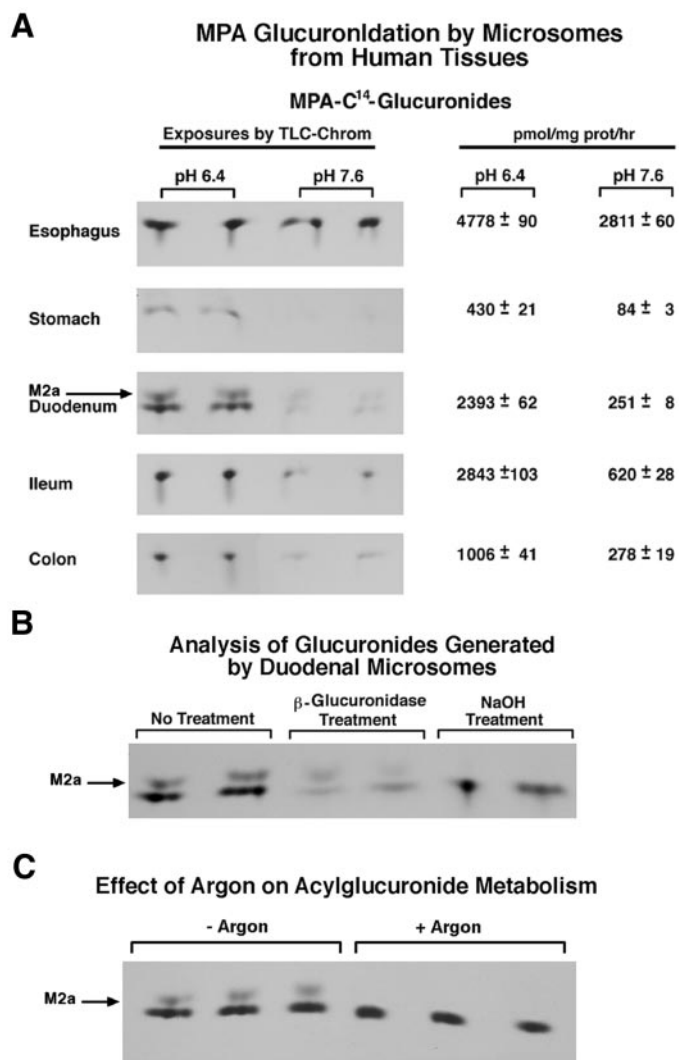 A
MPA Glucuronldation by Microsomes
from Human Tissues
MPA-C14-Glucuronides
Exposures by TLC-Chrom pmol/mg prot/hr
pH 6.4 pH 7.6 pH 6.4 pH 7.6
Esophagus 4778 ± 90 2811 ± 60
Stomach 430 ± 21 84 ± 3
M2a
Duodenum 2393 ± 62 251 ± 8
Ileum 2843 ±103 620 ± 28
Colon 1006 ± 41 278 ± 19
B
Analysis of Glucuronides Generated
by Duodenal Microsomes
No Treatment β-Glucuronidase Treatment NaOH Treatment
M2a
C
Effect of Argon on Acylglucuronide Metabolism
- Argon + Argon
M2a